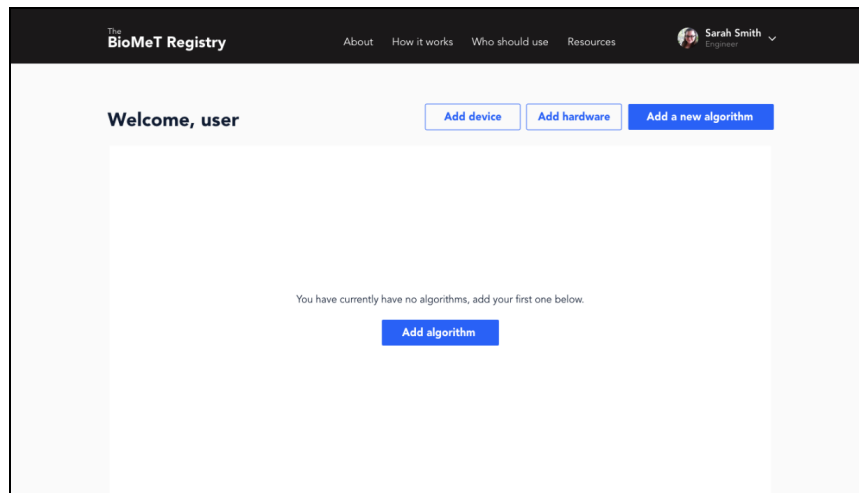 The
BioMeT Registry
About How it works Who should use Resources
Sarah Smith
Engineer
Welcome, user
Add device Add hardware Add a new algorithm
You have currently have no algorithms, add your first one below.
Add algorithm